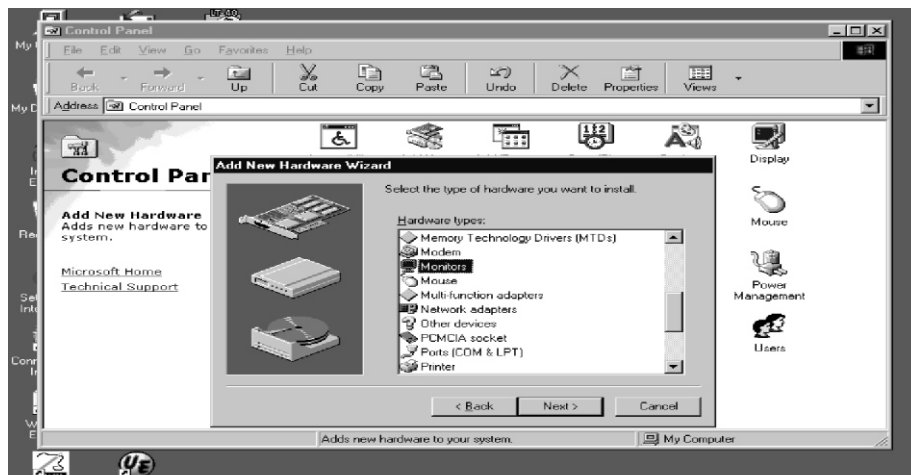 LT-40
Control Panel
File Edit View Go Favorites Help
Back Forward Up Cut Copy Paste Undo Delete Properties Views
Address Control Panel
My
My D
Control Par
Add New Hardware
Adds new hardware to
system.
Microsoft Home
Technical Support
Display
Mouse
Power
Management
Users
Add New Hardware Wizard
Select the type of hardware you want to install.
Hardware types:
Memory Technology Drivers (MTDs)
Modem
Monitors
Mouse
Multi-function adapters
Network adapters
Other devices
PCMCIA socket
Ports (COM & LPT)
Printer
< Back Next > Cancel
Adds new hardware to your system. My Computer